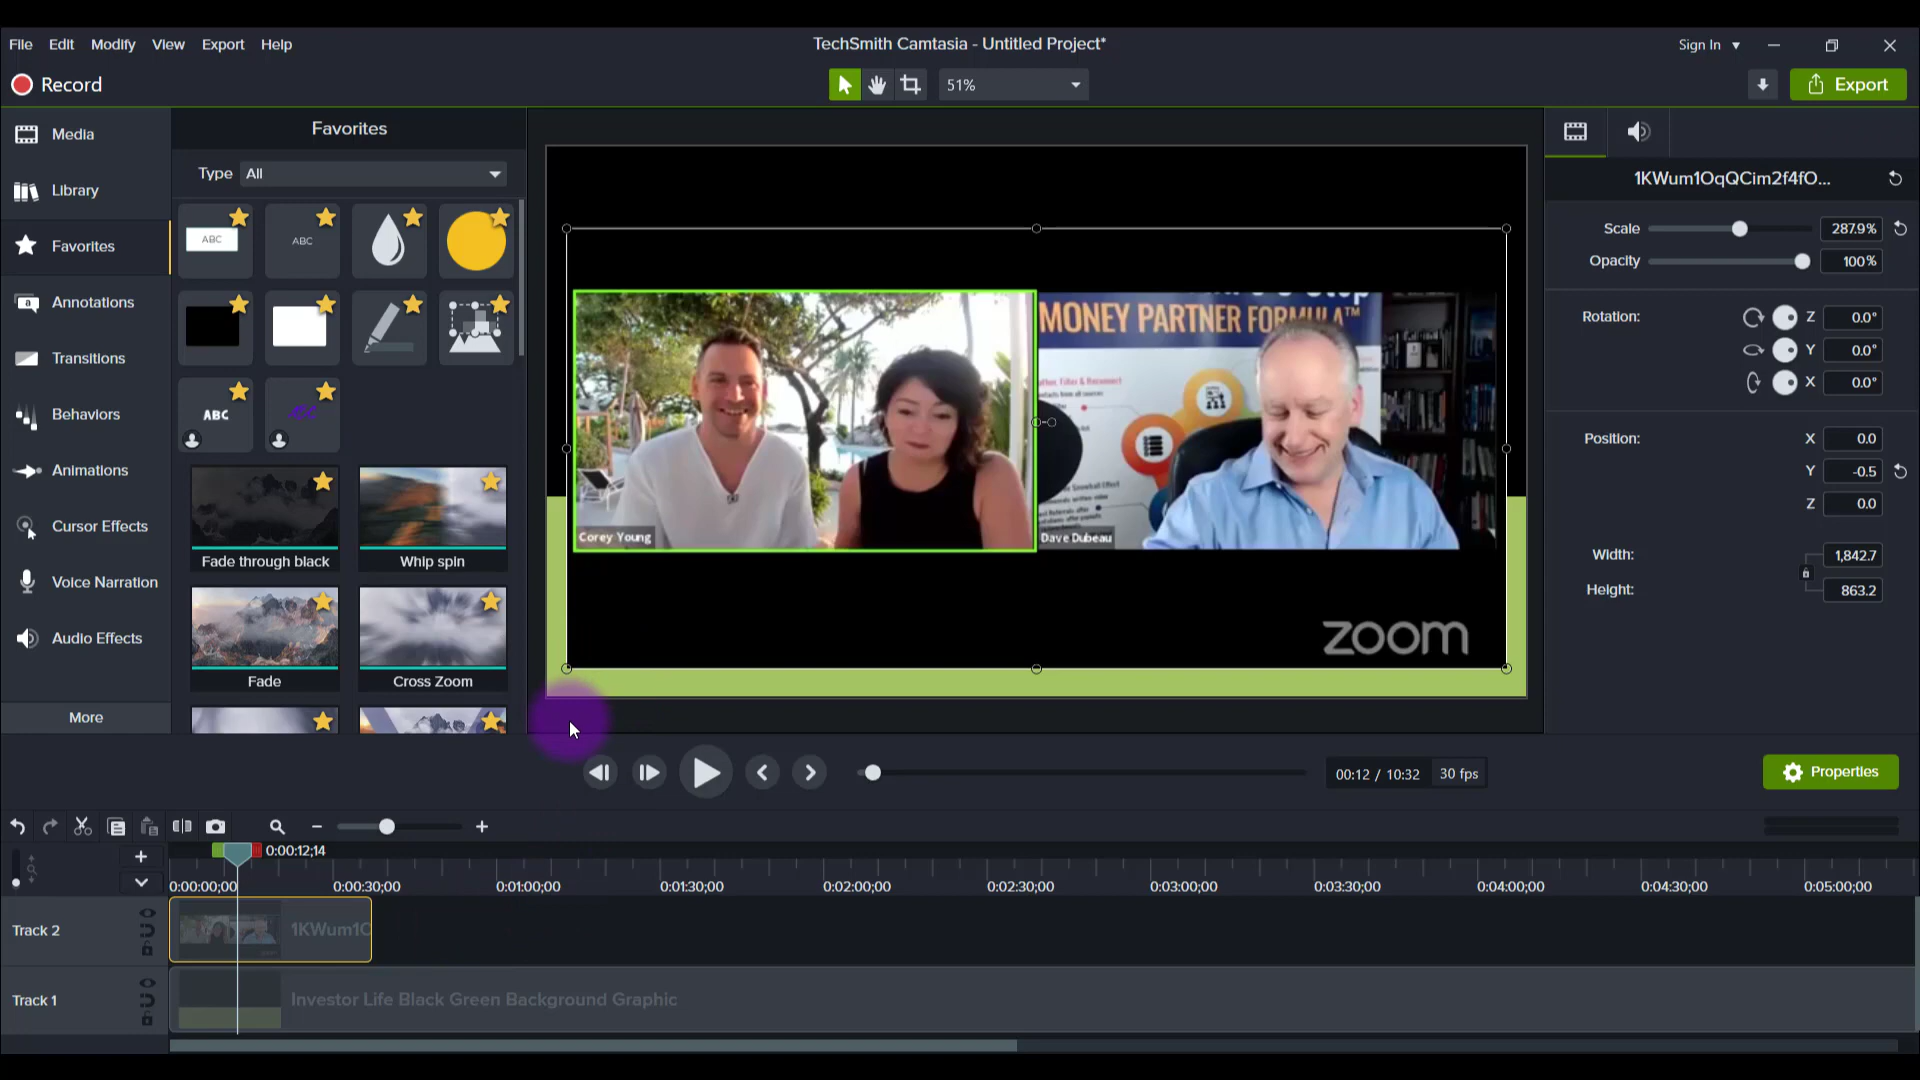 File Edit Modify View Export Help
TechSmith Camtasia - Untitled Project*
Sign In
Record
51%
Export
Media
Library
Favorites
Annotations
Transitions
Behaviors
Animations
Cursor Effects
Voice Narration
Audio Effects
More
Favorites
Type All
ABC
ABC
ABC
ABC
Fade through black
Whip spin
Fade
Cross Zoom
MONEY PARTNER FORMULA™
Corey Young
Dave Dubeau
zoom
1KWum1OqQCim2f4fO...
Scale 287.9%
Opacity 100%
Rotation: Z 0.0°
Y 0.0°
X 0.0°
Position: X 0.0
Y -0.5
Z 0.0
Width: 1,842.7
Height: 863.2
00:12 / 10:32 30 fps
Properties
0:00:12;14
0:00:00;00 0:00:30;00 0:01:00;00 0:01:30;00 0:02:00;00 0:02:30;00 0:03:00;00 0:03:30;00 0:04:00;00 0:04:30;00 0:05:00;00
Track 2
1KWum1O
Track 1
Investor Life Black Green Background Graphic